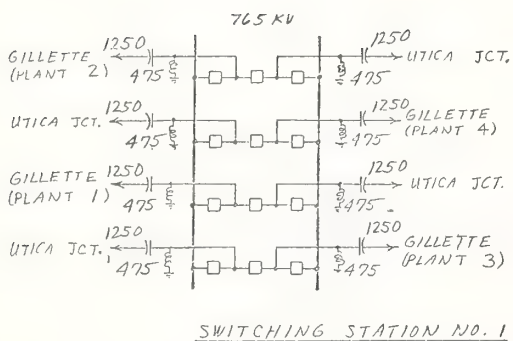 765 KV
1250
GILLETTE
(PLANT 2)
475
1250
UTICA JCT.
475
1250
UTICA JCT.
475
1250
GILLETTE
(PLANT 4)
475
1250
GILLETTE
(PLANT 1)
475
1250
UTICA JCT.
475
1250
UTICA JCT.
475
1250
GILLETTE
(PLANT 3)
475
SWITCHING STATION NO. 1